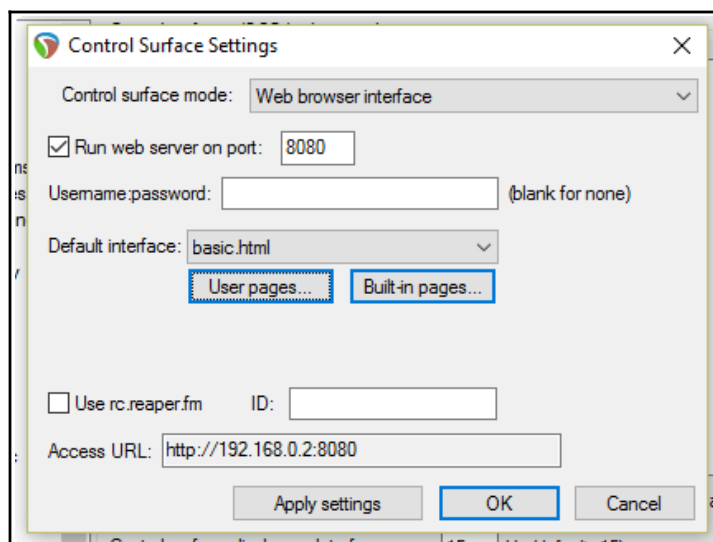 Control Surface Settings
Control surface mode: Web browser interface
Run web server on port: 8080
Username:password: (blank for none)
Default interface: basic.html
User pages... Built-in pages...
Use rc.reaper.fm ID:
Access URL: http://192.168.0.2:8080
Apply settings OK Cancel